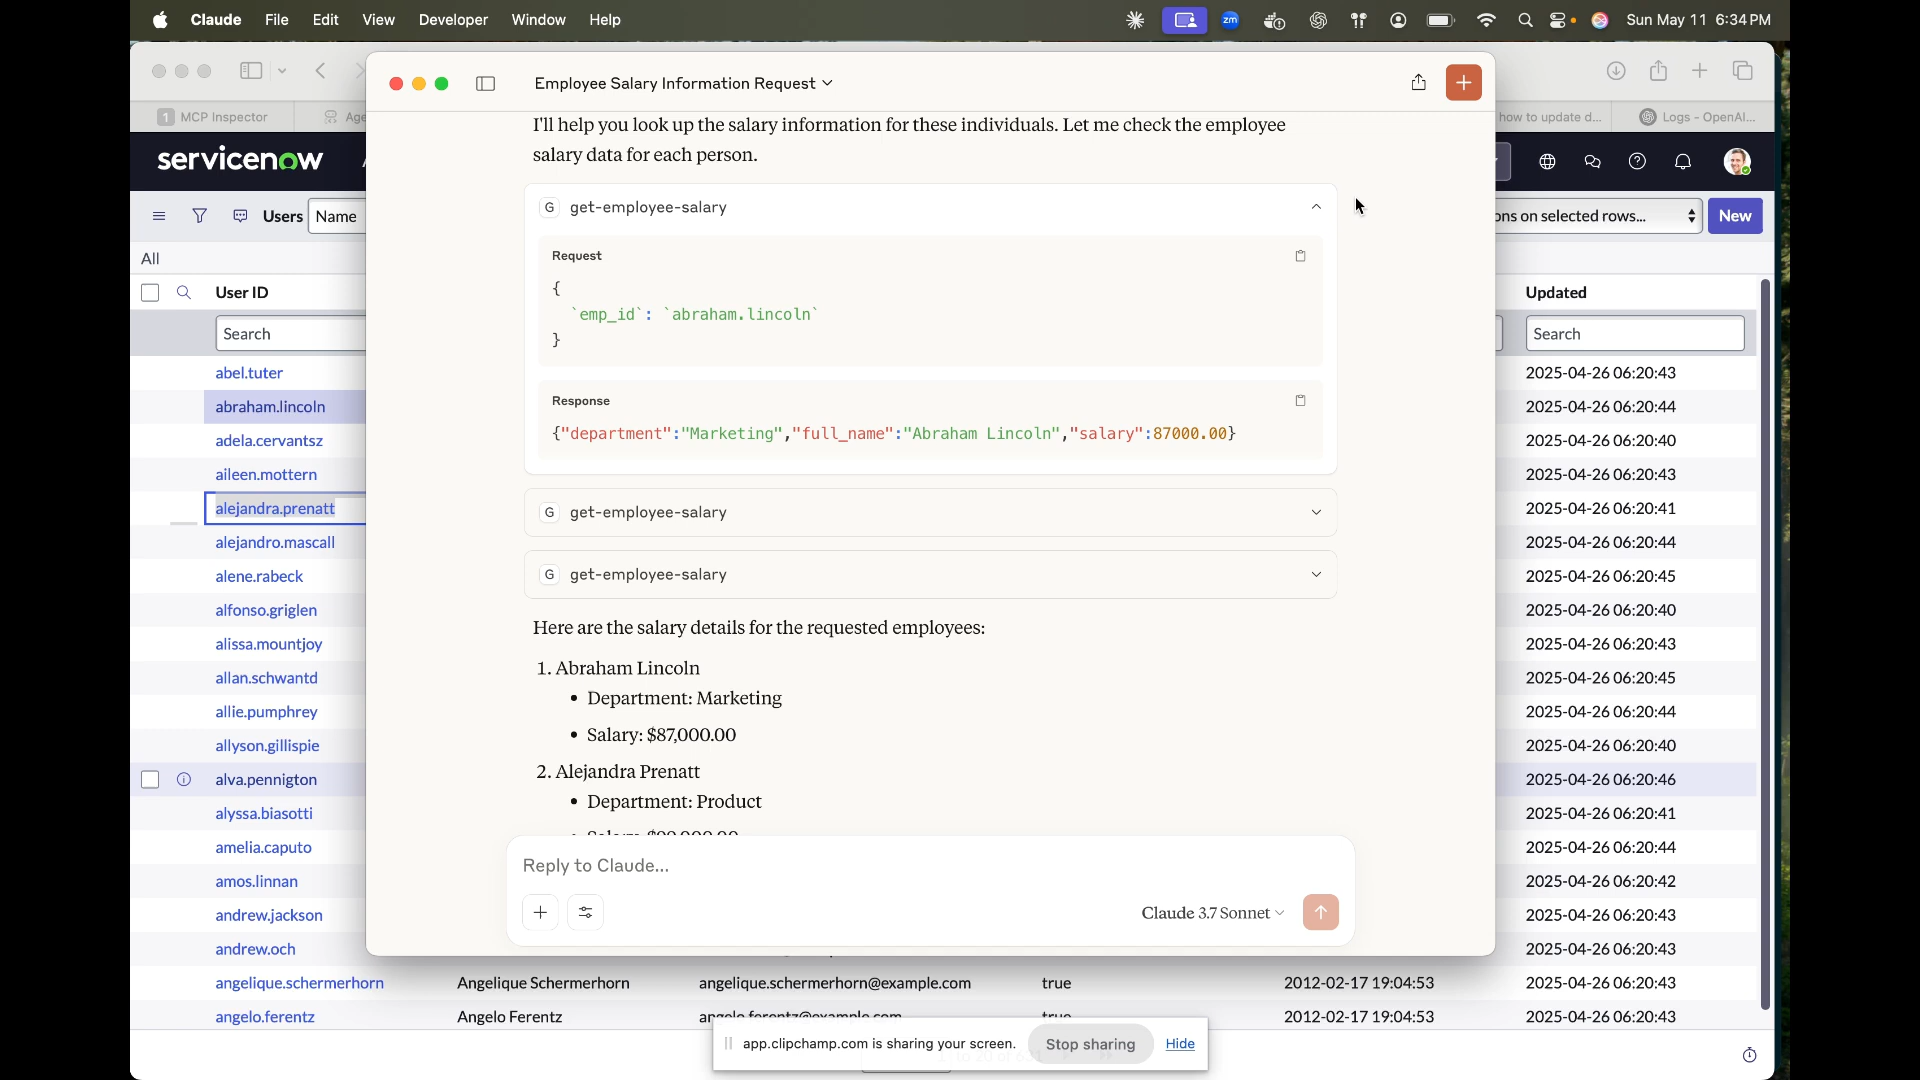 Claude File Edit View Developer Window Help
zm
Sun May 11 6:34 PM
Employee Salary Information Request
1 MCP Inspector
Age
how to update d...
Logs - OpenAI...
servicenow
I'll help you look up the salary information for these individuals. Let me check the employee
salary data for each person.
Users
Name
ons on selected rows...
New
All
User ID
Updated
Search
Search
abel.tuter
abraham.lincoln
adela.cervantsz
aileen.mottern
alejandra.prenatt
alejandro.mascall
alene.rabeck
alfonso.griglen
alissa.mountjoy
allan.schwantd
allie.pumphrey
allyson.gillispie
alva.pennigton
alyssa.biasotti
amelia.caputo
amos.linnan
andrew.jackson
andrew.och
G get-employee-salary
Request
{
`emp_id`: `abraham.lincoln`
}
Response
{"department":"Marketing","full_name":"Abraham Lincoln","salary":87000.00}
G get-employee-salary
G get-employee-salary
Here are the salary details for the requested employees:
1. Abraham Lincoln
• Department: Marketing
• Salary: $87,000.00
2. Alejandra Prenatt
• Department: Product
Reply to Claude...
Claude 3.7 Sonnet
2025-04-26 06:20:43
2025-04-26 06:20:44
2025-04-26 06:20:40
2025-04-26 06:20:43
2025-04-26 06:20:41
2025-04-26 06:20:44
2025-04-26 06:20:45
2025-04-26 06:20:40
2025-04-26 06:20:43
2025-04-26 06:20:45
2025-04-26 06:20:44
2025-04-26 06:20:40
2025-04-26 06:20:46
2025-04-26 06:20:41
2025-04-26 06:20:44
2025-04-26 06:20:42
2025-04-26 06:20:43
2025-04-26 06:20:43
angelique.schermerhorn Angelique Schermerhorn angelique.schermerhorn@example.com true 2012-02-17 19:04:53 2025-04-26 06:20:43
angelo.ferentz Angelo Ferentz angelo.ferentz@example.com true 2012-02-17 19:04:53 2025-04-26 06:20:43
app.clipchamp.com is sharing your screen.
Stop sharing
Hide